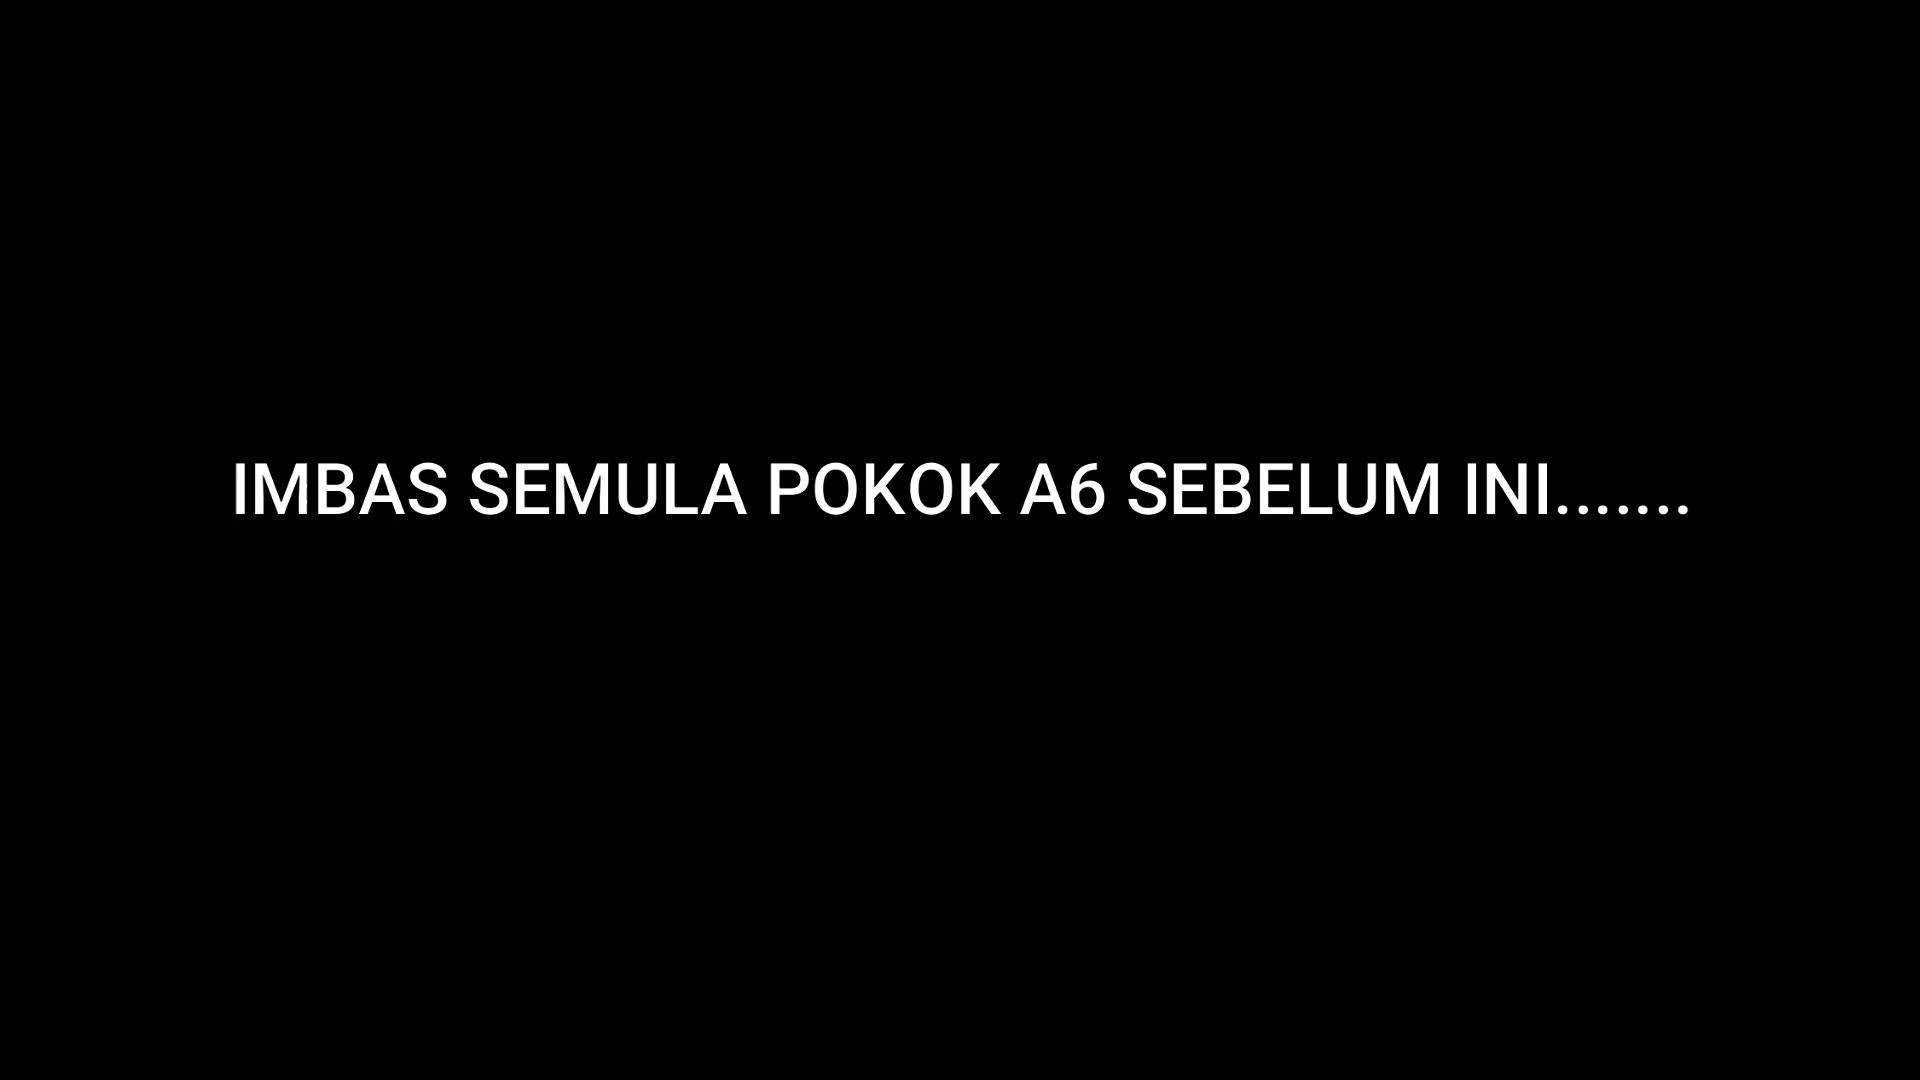 IMBAS SEMULA POKOK A6 SEBELUM INI.......